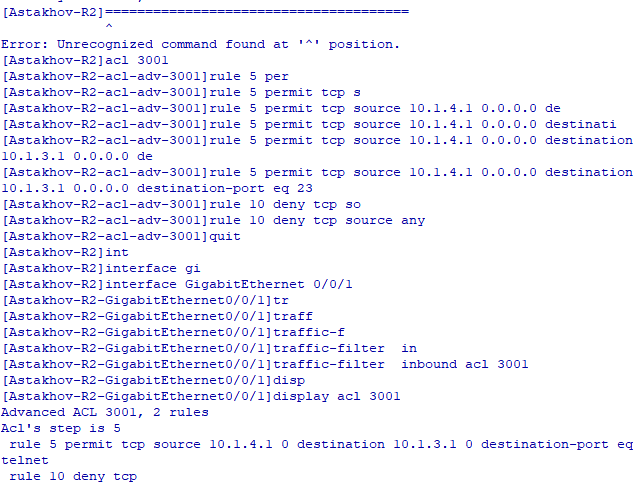 [Astakhov-R2]======================================
^
Error: Unrecognized command found at '^' position.
[Astakhov-R2]acl 3001
[Astakhov-R2-acl-adv-3001]rule 5 per
[Astakhov-R2-acl-adv-3001]rule 5 permit tcp s
[Astakhov-R2-acl-adv-3001]rule 5 permit tcp source 10.1.4.1 0.0.0.0 de
[Astakhov-R2-acl-adv-3001]rule 5 permit tcp source 10.1.4.1 0.0.0.0 destinati
[Astakhov-R2-acl-adv-3001]rule 5 permit tcp source 10.1.4.1 0.0.0.0 destination
10.1.3.1 0.0.0.0 de
[Astakhov-R2-acl-adv-3001]rule 5 permit tcp source 10.1.4.1 0.0.0.0 destination
10.1.3.1 0.0.0.0 destination-port eq 23
[Astakhov-R2-acl-adv-3001]rule 10 deny tcp so
[Astakhov-R2-acl-adv-3001]rule 10 deny tcp source any
[Astakhov-R2-acl-adv-3001]quit
[Astakhov-R2]int
[Astakhov-R2]interface gi
[Astakhov-R2]interface GigabitEthernet 0/0/1
[Astakhov-R2-GigabitEthernet0/0/1]tr
[Astakhov-R2-GigabitEthernet0/0/1]traff
[Astakhov-R2-GigabitEthernet0/0/1]traffic-f
[Astakhov-R2-GigabitEthernet0/0/1]traffic-filter  in
[Astakhov-R2-GigabitEthernet0/0/1]traffic-filter  inbound acl 3001
[Astakhov-R2-GigabitEthernet0/0/1]disp
[Astakhov-R2-GigabitEthernet0/0/1]display acl 3001
Advanced ACL 3001, 2 rules
Acl's step is 5
rule 5 permit tcp source 10.1.4.1 0 destination 10.1.3.1 0 destination-port eq
telnet
rule 10 deny tcp